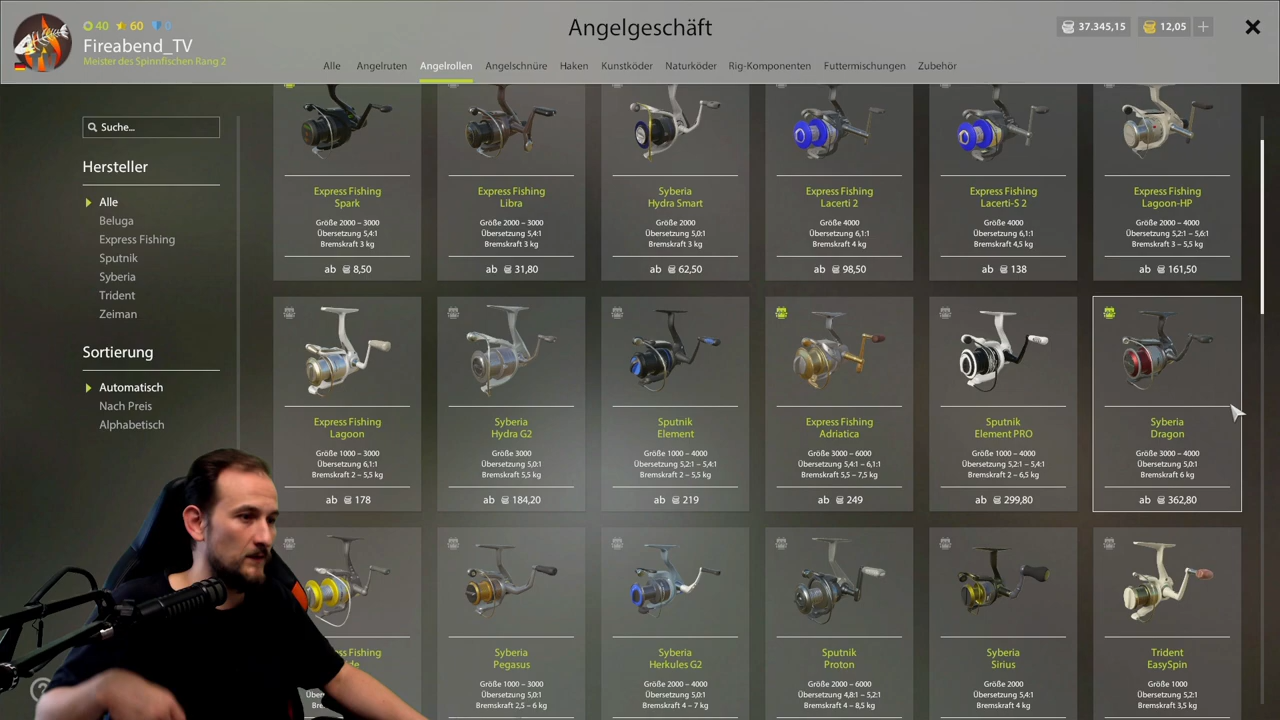 40 60 0
Fireabend_TV
Meister des Spinnfischen Rang 2
Angelgeschäft
37.345,15 12,05
Alle Angelruten Angelrollen Angelschnüre Haken Kunstköder Naturköder Rig-Komponenten Futtermischungen Zubehör
Suche...
Hersteller
Alle
Beluga
Express Fishing
Sputnik
Syberia
Trident
Zeiman
Sortierung
Automatisch
Nach Preis
Alphabetisch
Express Fishing
Spark
Größe 2000 – 3000
Übersetzung 5,4:1
Bremskraft 3 kg
ab 8,50
Express Fishing
Libra
Größe 2000 – 3000
Übersetzung 5,4:1
Bremskraft 3 kg
ab 31,80
Syberia
Hydra Smart
Größe 2000
Übersetzung 5,0:1
Bremskraft 3 kg
ab 62,50
Express Fishing
Lacerti 2
Größe 4000
Übersetzung 6,1:1
Bremskraft 4 kg
ab 98,50
Express Fishing
Lacerti-S 2
Größe 4000
Übersetzung 6,1:1
Bremskraft 4,5 kg
ab 138
Express Fishing
Lagoon-HP
Größe 2000
Übersetzung 5,2:1 – 5,6:1
Bremskraft 3 – 5,5 kg
ab 161,50
Express Fishing
Lagoon
Größe 1000 – 3000
Übersetzung 6,1:1
Bremskraft 2 – 5,5 kg
ab 178
Syberia
Hydra G2
Größe 3000
Übersetzung 5,0:1
Bremskraft 5,5 kg
ab 184,20
Sputnik
Element
Größe 1000 – 4000
Übersetzung 5,2:1 – 5,4:1
Bremskraft 2 – 5,5 kg
ab 219
Express Fishing
Adriatica
Größe 3000 – 6000
Übersetzung 5,4:1 – 6,1:1
Bremskraft 5,5 – 7,5 kg
ab 249
Sputnik
Element PRO
Größe 1000 – 4000
Übersetzung 5,2:1 – 5,4:1
Bremskraft 2 – 6,5 kg
ab 299,80
Syberia
Dragon
Größe 3000 – 4000
Übersetzung 5,0:1
Bremskraft 6 kg
ab 362,80
Fishing
Syberia
Pegasus
Größe 1000 – 3000
Übersetzung 5,0:1
Bremskraft 2,5 – 6 kg
Syberia
Herkules G2
Größe 2000 – 4000
Übersetzung 5,0:1
Bremskraft 4 – 7 kg
Sputnik
Proton
Größe 2000 – 6000
Übersetzung 4,8:1 – 5,2:1
Bremskraft 4 – 8,5 kg
Syberia
Sirius
Größe 2000
Übersetzung 5,4:1
Bremskraft 4 kg
Trident
EasySpin
Größe 1000
Übersetzung 5,2:1
Bremskraft 3,5 kg